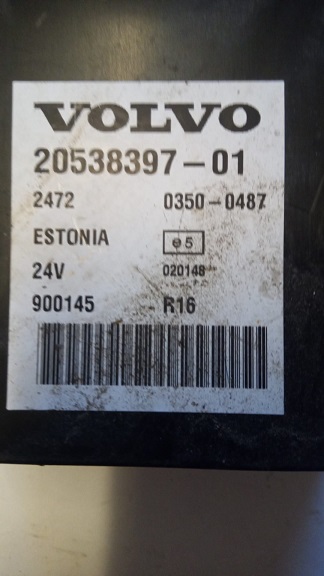 VOLVO
20538397-01
2472 0350-0487
ESTONIA e5
24V 020148
900145 R16